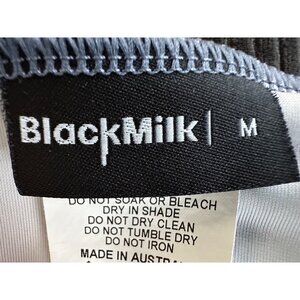 BlackMilk M
DO NOT SOAK OR BLEACH
DRY IN SHADE
DO NOT DRY CLEAN
DO NOT TUMBLE DRY
DO NOT IRON
MADE IN AUSTRA